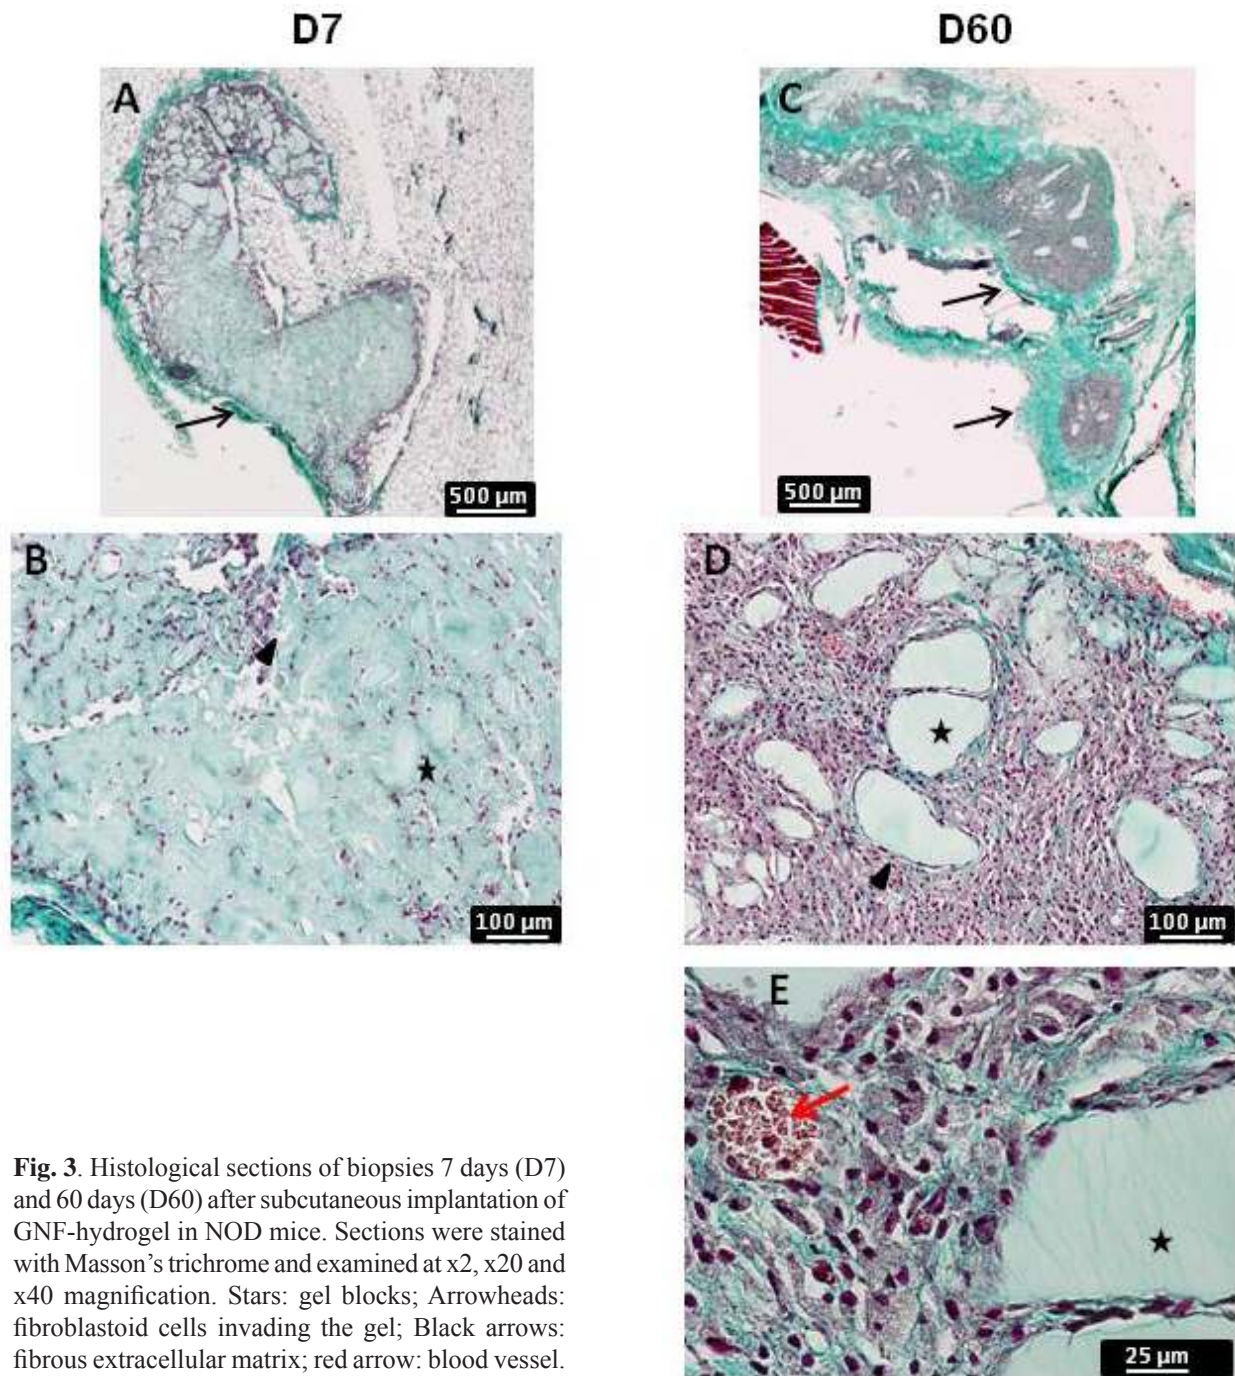 D7
D60
A
C
500 µm
500 µm
B
D
100 µm
100 µm
E
Fig. 3. Histological sections of biopsies 7 days (D7)
and 60 days (D60) after subcutaneous implantation of
GNF-hydrogel in NOD mice. Sections were stained
with Masson’s trichrome and examined at x2, x20 and
x40 magnification. Stars: gel blocks; Arrowheads:
fibroblastoid cells invading the gel; Black arrows:
fibrous extracellular matrix; red arrow: blood vessel.
25 µm